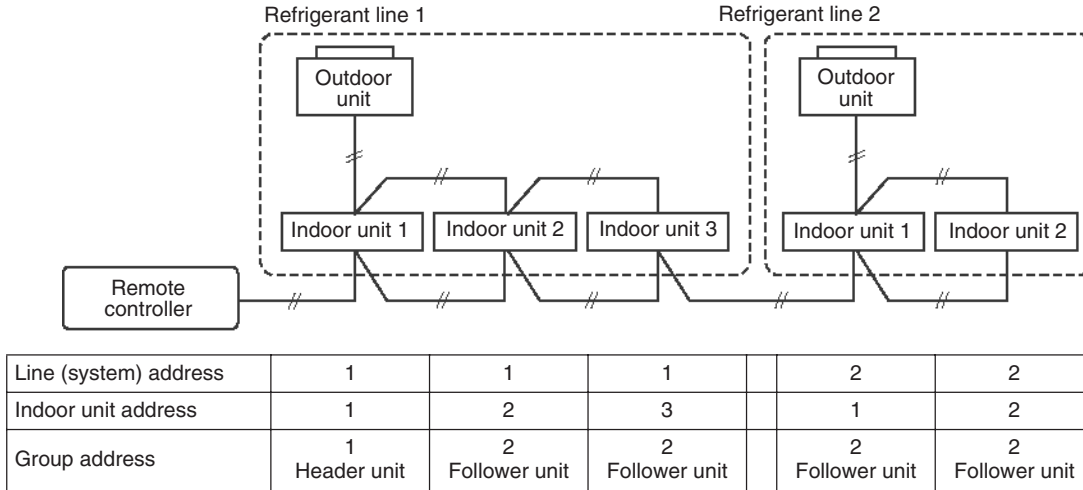 Refrigerant line 1
Refrigerant line 2
Outdoor
unit
Outdoor
unit
Indoor unit 1
Indoor unit 2
Indoor unit 3
Indoor unit 1
Indoor unit 2
Remote
controller
Line (system) address 1 1 1 2 2
Indoor unit address 1 2 3 1 2
Group address
1 2 2 2 2
Header unit Follower unit Follower unit Follower unit Follower unit